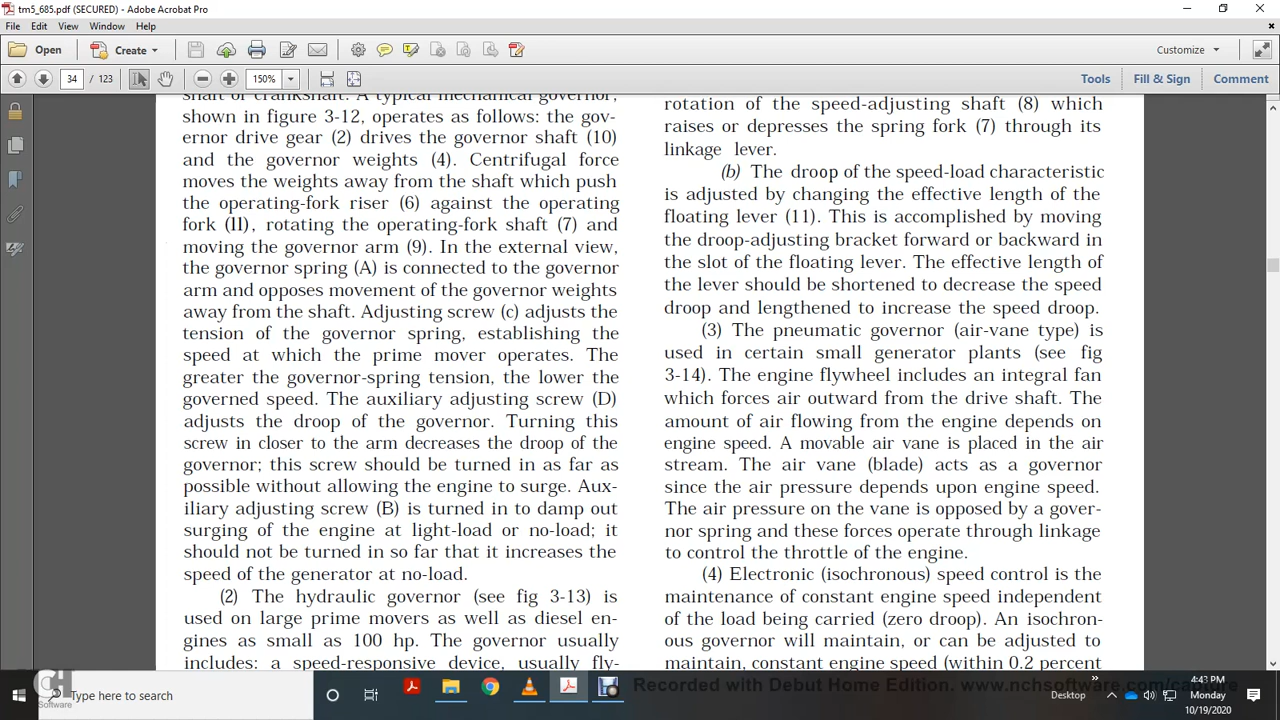 tm5_685.pdf (SECURED) - Adobe Acrobat Pro
File Edit View Window Help
Open Create Customize
34 / 123 150% Tools Fill & Sign Comment
shaft or crankshaft. A typical mechanical governor,
shown in figure 3-12, operates as follows: the gov-
ernor drive gear (2) drives the governor shaft (10)
and the governor weights (4). Centrifugal force
moves the weights away from the shaft which push
the operating-fork riser (6) against the operating
fork (II), rotating the operating-fork shaft (7) and
moving the governor arm (9). In the external view,
the governor spring (A) is connected to the governor
arm and opposes movement of the governor weights
away from the shaft. Adjusting screw (c) adjusts the
tension of the governor spring, establishing the
speed at which the prime mover operates. The
greater the governor-spring tension, the lower the
governed speed. The auxiliary adjusting screw (D)
adjusts the droop of the governor. Turning this
screw in closer to the arm decreases the droop of the
governor; this screw should be turned in as far as
possible without allowing the engine to surge. Aux-
iliary adjusting screw (B) is turned in to damp out
surging of the engine at light-load or no-load; it
should not be turned in so far that it increases the
speed of the generator at no-load.
(2) The hydraulic governor (see fig 3-13) is
used on large prime movers as well as diesel en-
gines as small as 100 hp. The governor usually
includes: a speed-responsive device, usually fly-
rotation of the speed-adjusting shaft (8) which
raises or depresses the spring fork (7) through its
linkage lever.
(b) The droop of the speed-load characteristic
is adjusted by changing the effective length of the
floating lever (11). This is accomplished by moving
the droop-adjusting bracket forward or backward in
the slot of the floating lever. The effective length of
the lever should be shortened to decrease the speed
droop and lengthened to increase the speed droop.
(3) The pneumatic governor (air-vane type) is
used in certain small generator plants (see fig
3-14). The engine flywheel includes an integral fan
which forces air outward from the drive shaft. The
amount of air flowing from the engine depends on
engine speed. A movable air vane is placed in the air
stream. The air vane (blade) acts as a governor
since the air pressure depends upon engine speed.
The air pressure on the vane is opposed by a gover-
nor spring and these forces operate through linkage
to control the throttle of the engine.
(4) Electronic (isochronous) speed control is the
maintenance of constant engine speed independent
of the load being carried (zero droop). An isochron-
ous governor will maintain, or can be adjusted to
maintain, constant engine speed (within 0.2 percent
CH
Software
Type here to search
Recorded with Debut Home Edition. www.nchsoftware.com/capture
Desktop
4:43 PM
Monday
10/19/2020